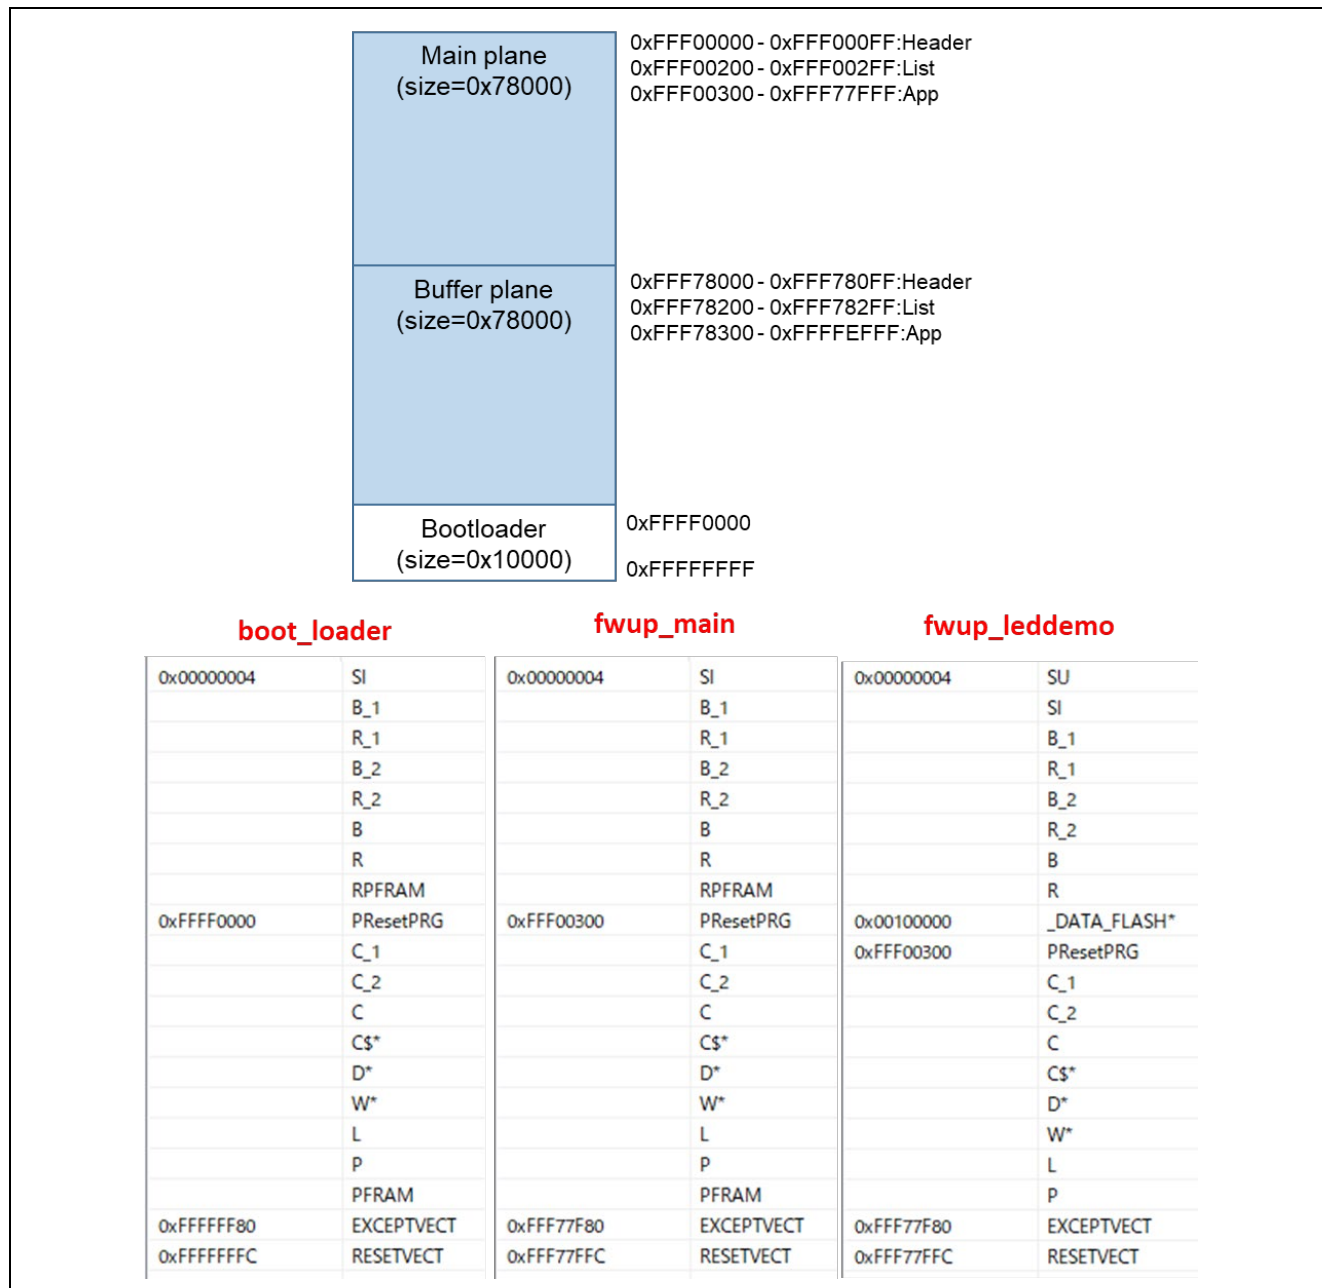 Main plane
(size=0x78000)
0xFFF00000 - 0xFFF000FF:Header
0xFFF00200 - 0xFFF002FF:List
0xFFF00300 - 0xFFF77FFF:App
Buffer plane
(size=0x78000)
0xFFF78000 - 0xFFF780FF:Header
0xFFF78200 - 0xFFF782FF:List
0xFFF78300 - 0xFFFFEFFF:App
Bootloader
(size=0x10000)
0xFFFF0000
0xFFFFFFFF
boot_loader fwup_main fwup_leddemo
0x00000004 SI 0x00000004 SI 0x00000004 SU
B_1 B_1 SI
R_1 R_1 B_1
B_2 B_2 R_1
R_2 R_2 B_2
B B R_2
R R B
RPFRAM RPFRAM R
0xFFFF0000 PResetPRG 0xFFF00300 PResetPRG 0x00100000 _DATA_FLASH*
C_1 C_1 0xFFF00300 PResetPRG
C_2 C_2 C_1
C C C_2
C$* C$* C
D* D* C$*
W* W* D*
L L W*
P P L
PFRAM PFRAM P
0xFFFFFF80 EXCEPTVECT 0xFFF77F80 EXCEPTVECT 0xFFF77F80 EXCEPTVECT
0xFFFFFFFC RESETVECT 0xFFF77FFC RESETVECT 0xFFF77FFC RESETVECT